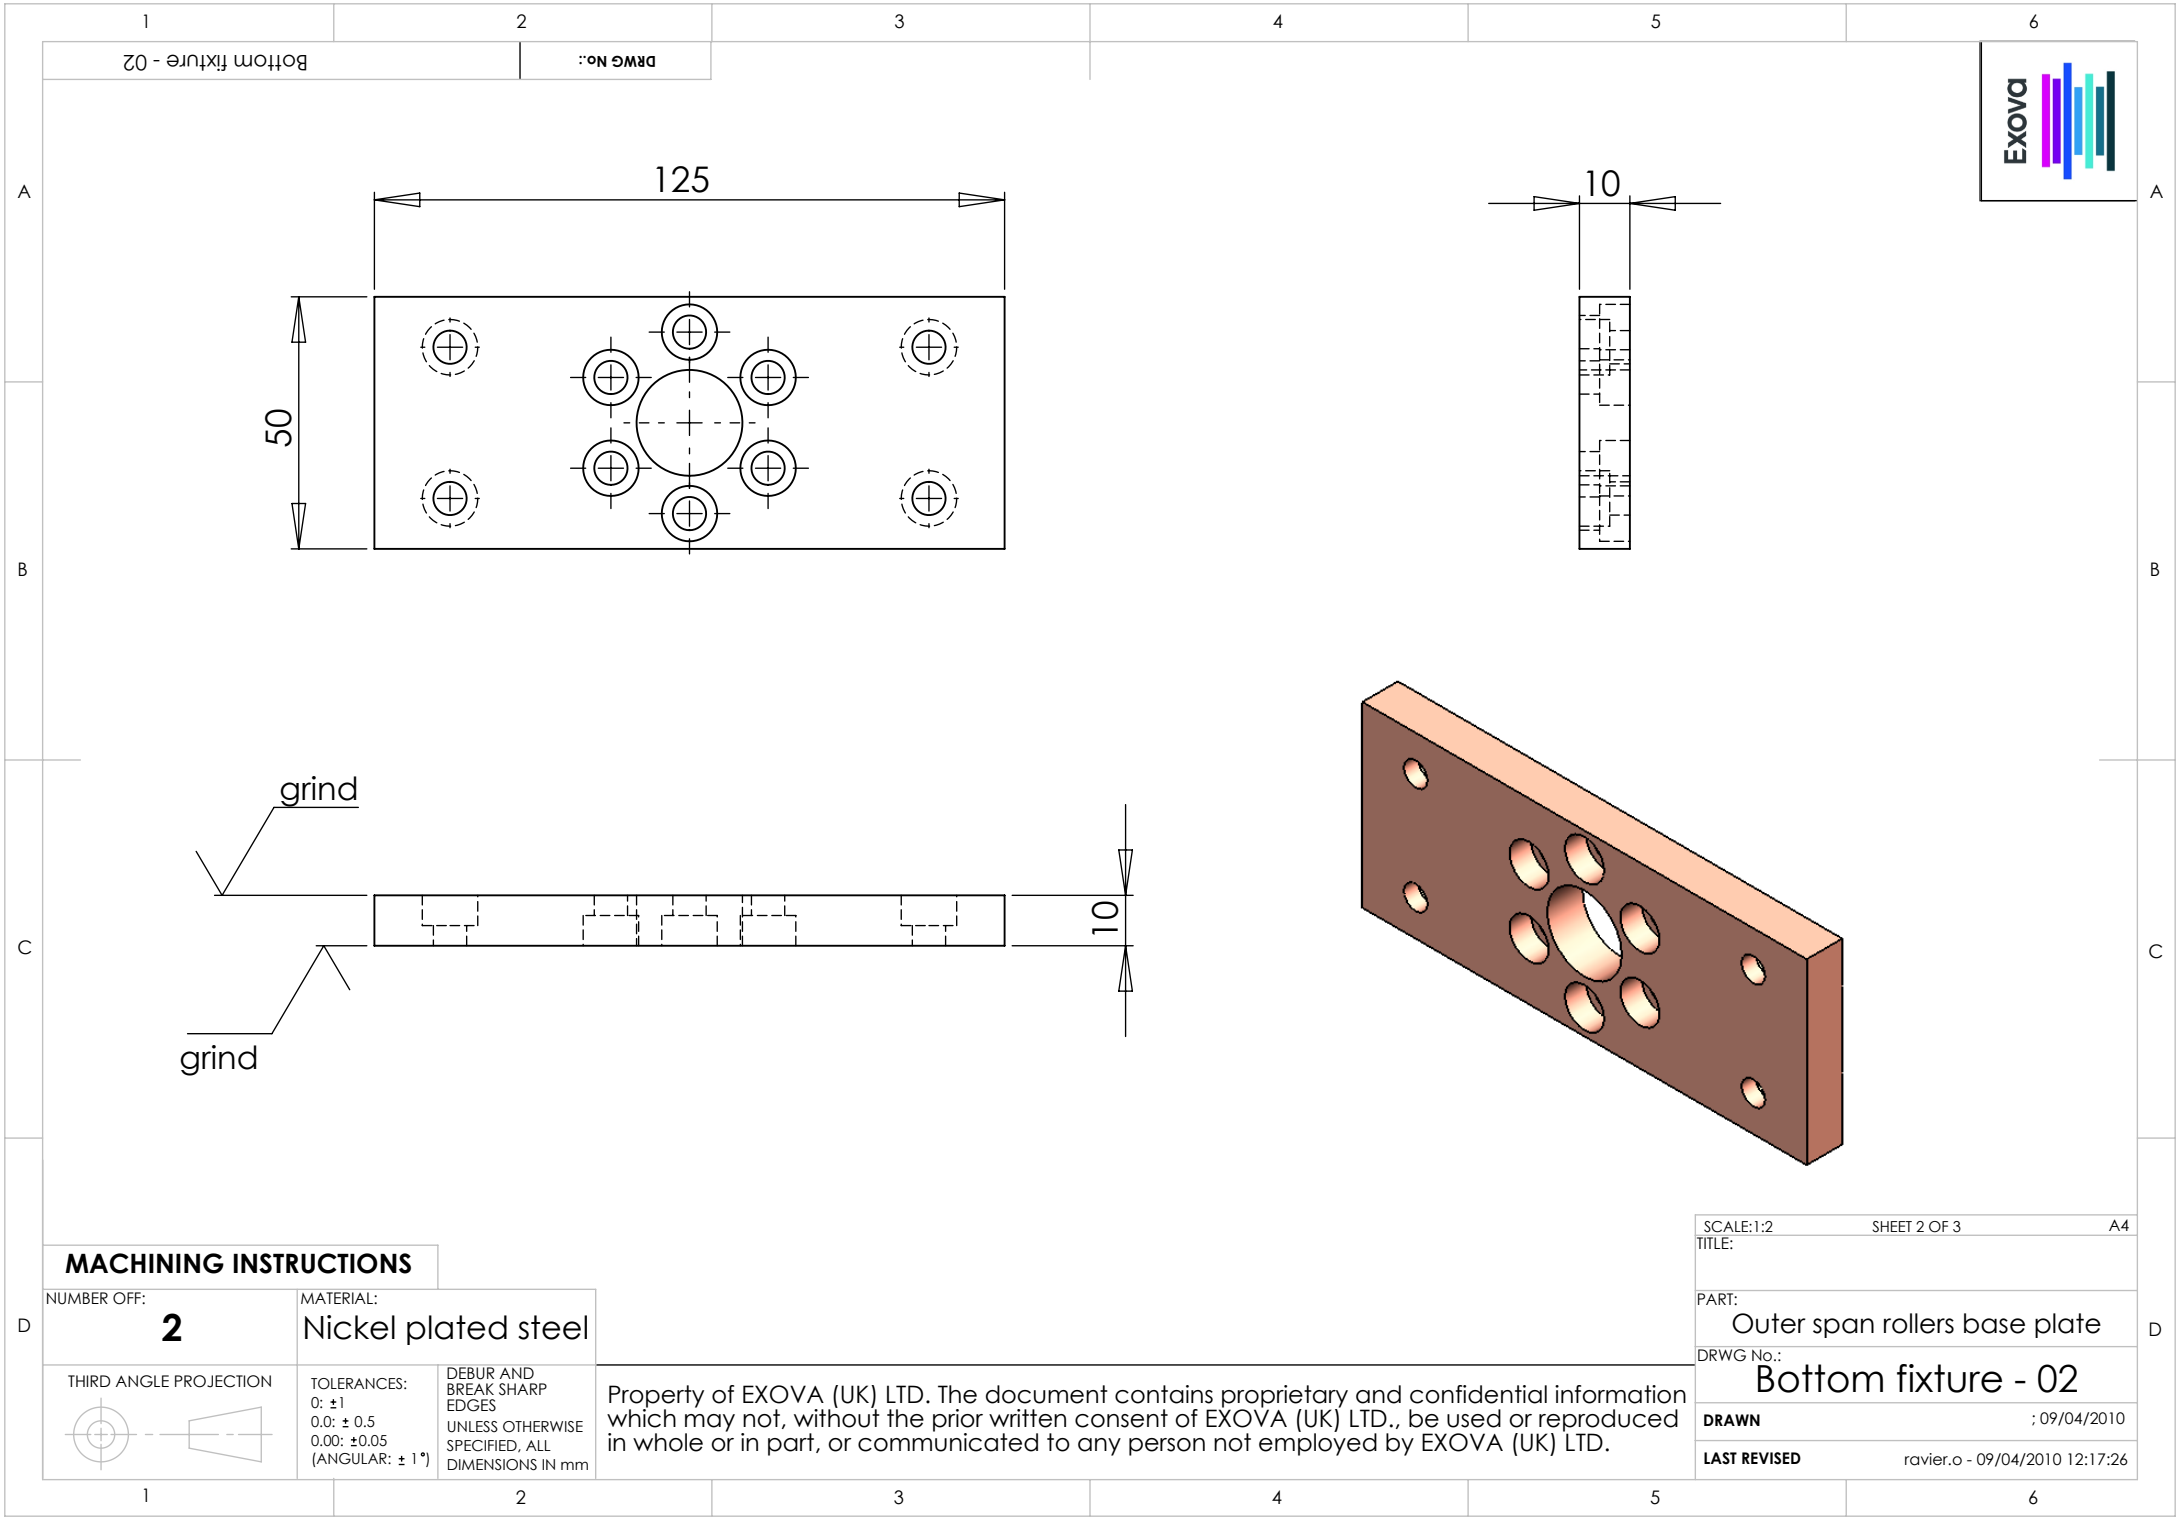 1 2 3 4 5 6
Bottom fixture - 02
DRWG No.:
Exova
A
A
125
10
50
B
B
grind
10
C
C
grind
SCALE:1:2 SHEET 2 OF 3 A4
TITLE:
MACHINING INSTRUCTIONS
NUMBER OFF:
2
MATERIAL:
Nickel plated steel
PART:
Outer span rollers base plate
D
D
DRWG No.:
Bottom fixture - 02
THIRD ANGLE PROJECTION
TOLERANCES:
0: ±1
0.0: ± 0.5
0.00: ±0.05
(ANGULAR: ± 1°)
DEBUR AND
BREAK SHARP
EDGES
UNLESS OTHERWISE
SPECIFIED, ALL
DIMENSIONS IN mm
Property of EXOVA (UK) LTD. The document contains proprietary and confidential information
which may not, without the prior written consent of EXOVA (UK) LTD., be used or reproduced
in whole or in part, or communicated to any person not employed by EXOVA (UK) LTD.
DRAWN ; 09/04/2010
LAST REVISED ravier.o - 09/04/2010 12:17:26
1 2 3 4 5 6